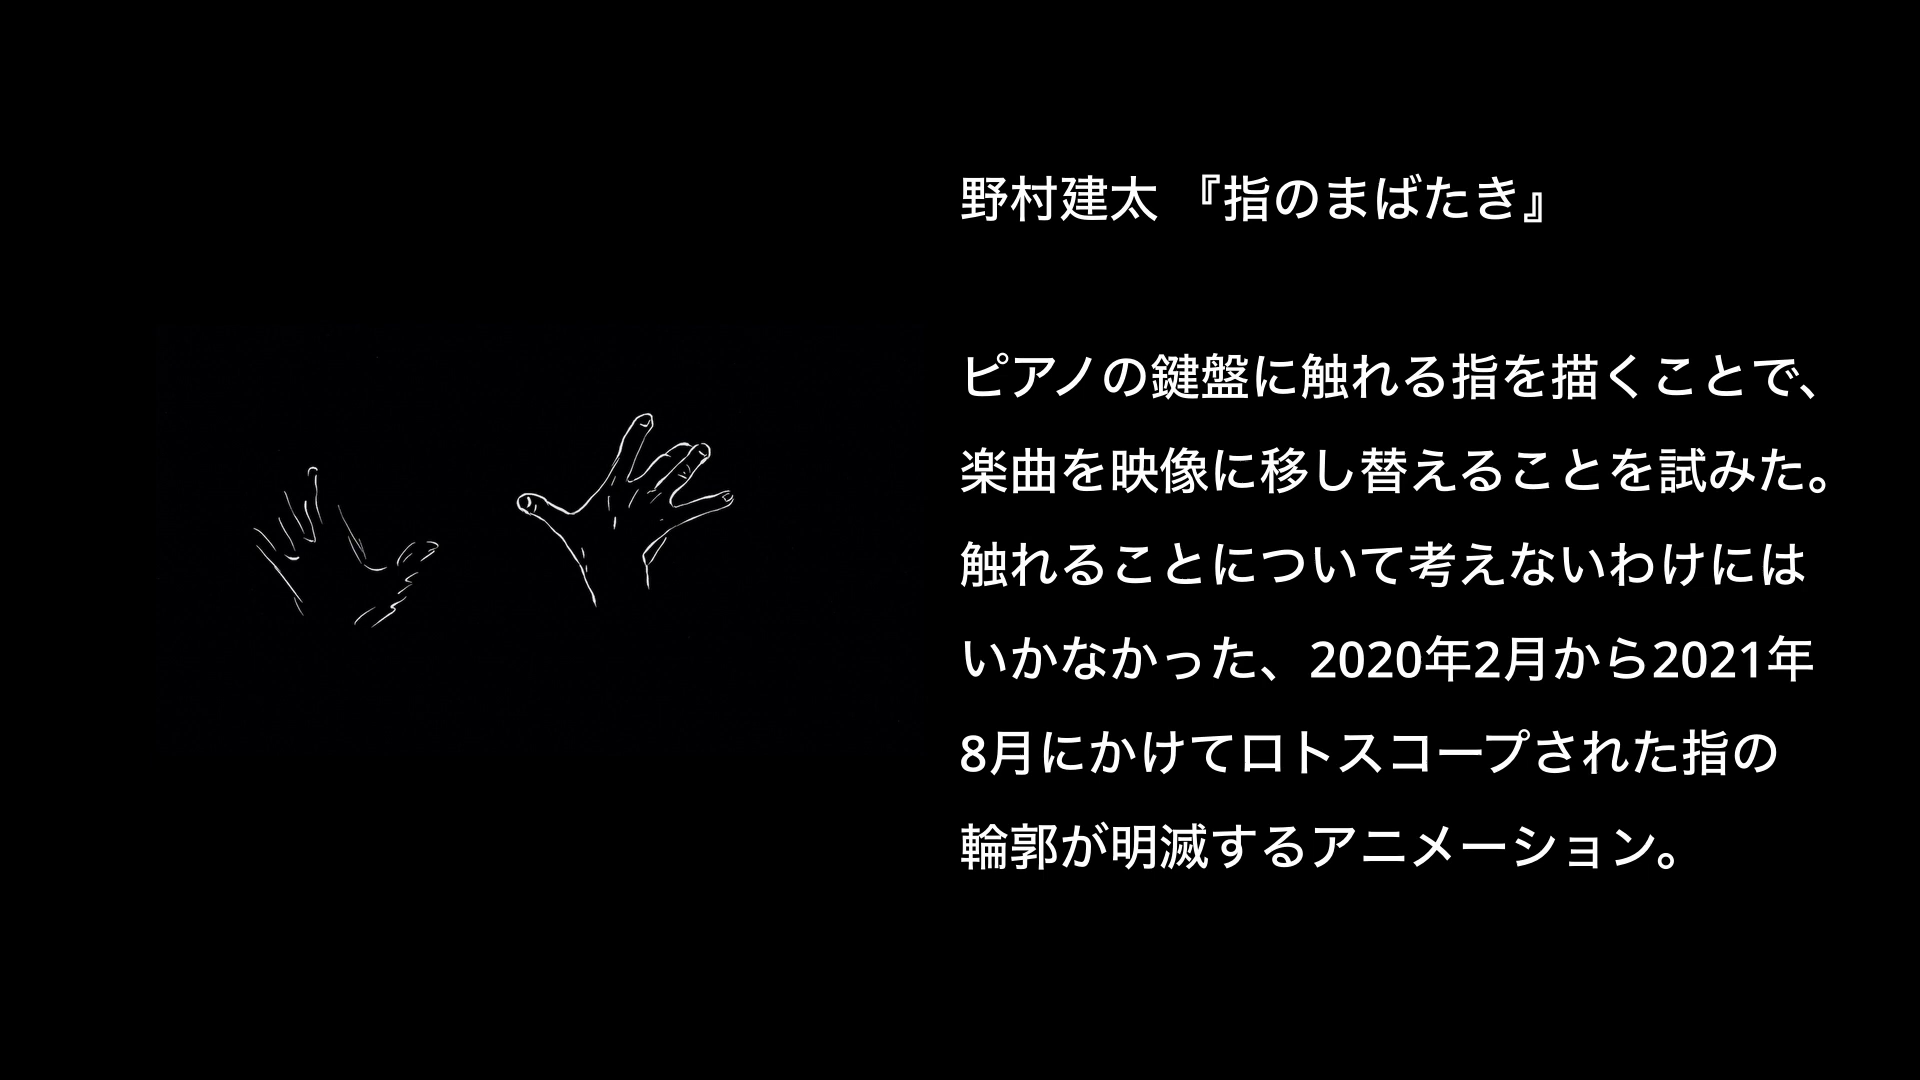 野村建太 『指のまばたき』
ピアノの鍵盤に触れる指を描くことで、
楽曲を映像に移し替えることを試みた。
触れることについて考えないわけには
いかなかった、2020年2月から2021年
8月にかけてロトスコープされた指の
輪郭が明滅するアニメーション。